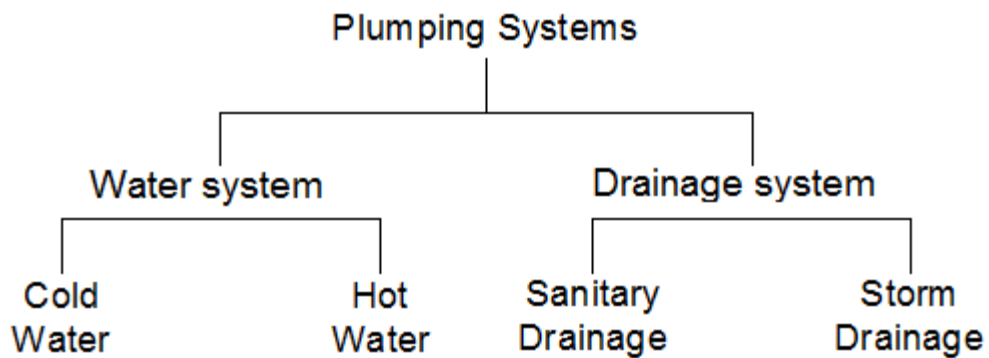 Plumping Systems
Water system
Drainage system
Cold
Water
Hot
Water
Sanitary
Drainage
Storm
Drainage